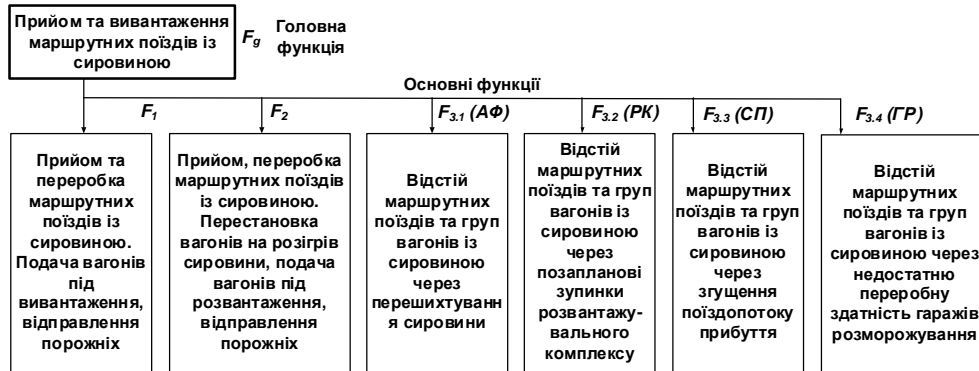 Прийом та вивантаження
маршрутних поїздів із
сировиною
Fg Головна
функція
Основні функції
F1
F2
F3.1 (АФ)
F3.2 (РК)
F3.3 (СП)
F3.4 (ГР)
Прийом та
переробка
маршрутних
поїздів із
сировиною.
Подача вагонів
під
вивантаження,
відправлення
порожніх
Прийом, переробка
маршрутних поїздів
із сировиною.
Перестановка
вагонів на розігрів
сировини, подача
вагонів під
розвантаження,
відправлення
порожніх
Відстій
маршрутних
поїздів та груп
вагонів із
сировиною
через
перешихтуванн
я сировини
Відстій
маршрутних
поїздів та груп
вагонів із
сировиною
через
позапланові
зупинки
розвантажу-
вального
комплексу
Відстій
маршрутних
поїздів та груп
вагонів із
сировиною
через
згущення
поїздопотоку
прибуття
Відстій
маршрутних
поїздів та груп
вагонів із
сировиною через
недостатню
переробну
здатність гаражів
розморожування